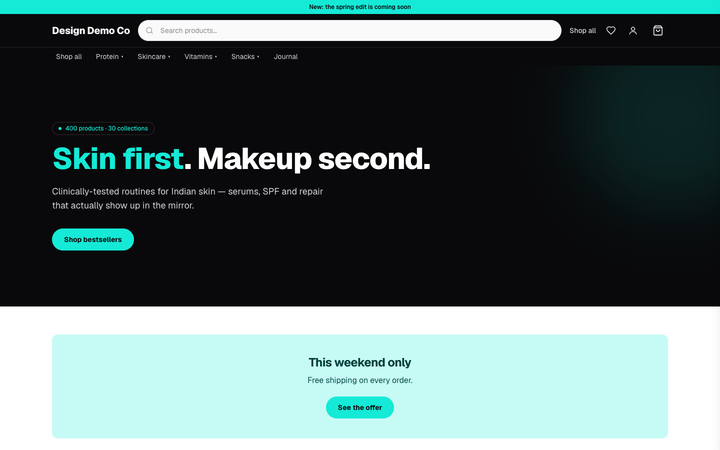 New: the spring edit is coming soon
Design Demo Co
Search products...
Shop all
Shop all
Protein
Skincare
Vitamins
Snacks
Journal
400 products · 30 collections
Skin first. Makeup second.
Clinically-tested routines for Indian skin — serums, SPF and repair
that actually show up in the mirror.
Shop bestsellers
This weekend only
Free shipping on every order.
See the offer